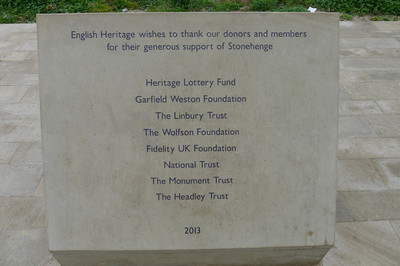 English Heritage wishes to thank our donors and members
for their generous support of Stonehenge
Heritage Lottery Fund
Garfield Weston Foundation
The Linbury Trust
The Wolfson Foundation
Fidelity UK Foundation
National Trust
The Monument Trust
The Headley Trust
2013